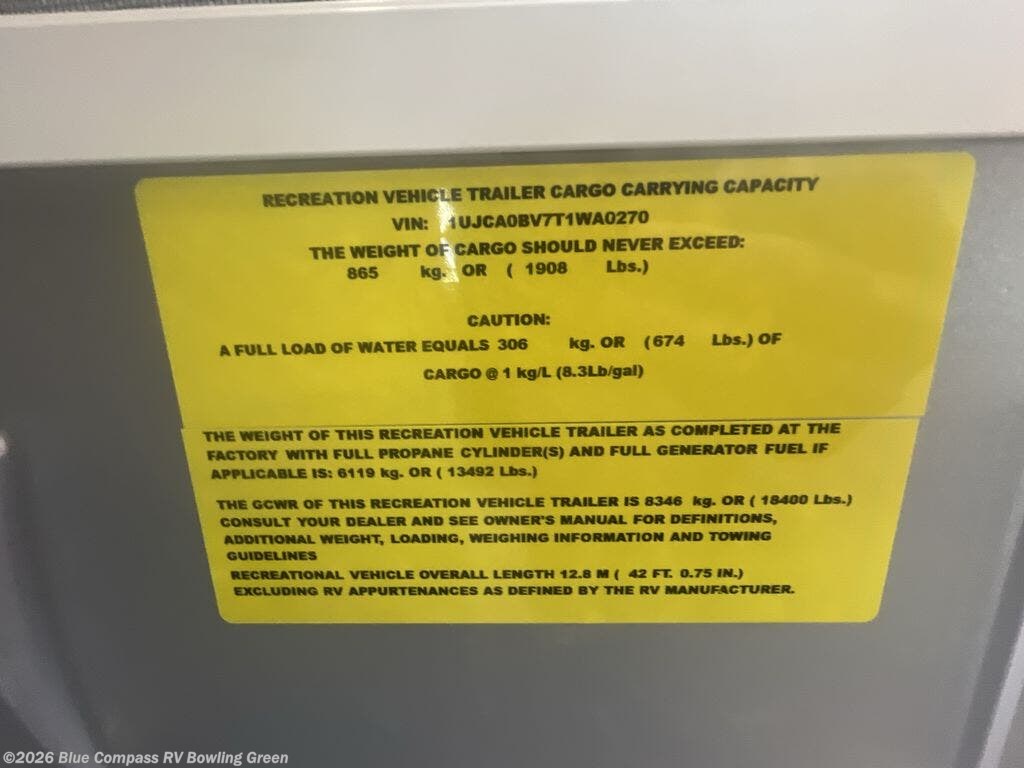 RECREATION VEHICLE TRAILER CARGO CARRYING CAPACITY
VIN: 1UJCA0BV7T1WA0270
THE WEIGHT OF CARGO SHOULD NEVER EXCEED:
865 kg. OR ( 1908 Lbs.)
CAUTION:
A FULL LOAD OF WATER EQUALS 306 kg. OR (674 Lbs.) OF
CARGO @ 1 kg/L (8.3Lb/gal)
THE WEIGHT OF THIS RECREATION VEHICLE TRAILER AS COMPLETED AT THE
FACTORY WITH FULL PROPANE CYLINDER(S) AND FULL GENERATOR FUEL IF
APPLICABLE IS: 6119 kg. OR ( 13492 Lbs.)
THE GCWR OF THIS RECREATION VEHICLE TRAILER IS 8346 kg. OR ( 18400 Lbs.)
CONSULT YOUR DEALER AND SEE OWNER'S MANUAL FOR DEFINITIONS,
ADDITIONAL WEIGHT, LOADING, WEIGHING INFORMATION AND TOWING
GUIDELINES
RECREATIONAL VEHICLE OVERALL LENGTH 12.8 M ( 42 FT. 0.75 IN.)
EXCLUDING RV APPURTENANCES AS DEFINED BY THE RV MANUFACTURER.
©2026 Blue Compass RV Bowling Green